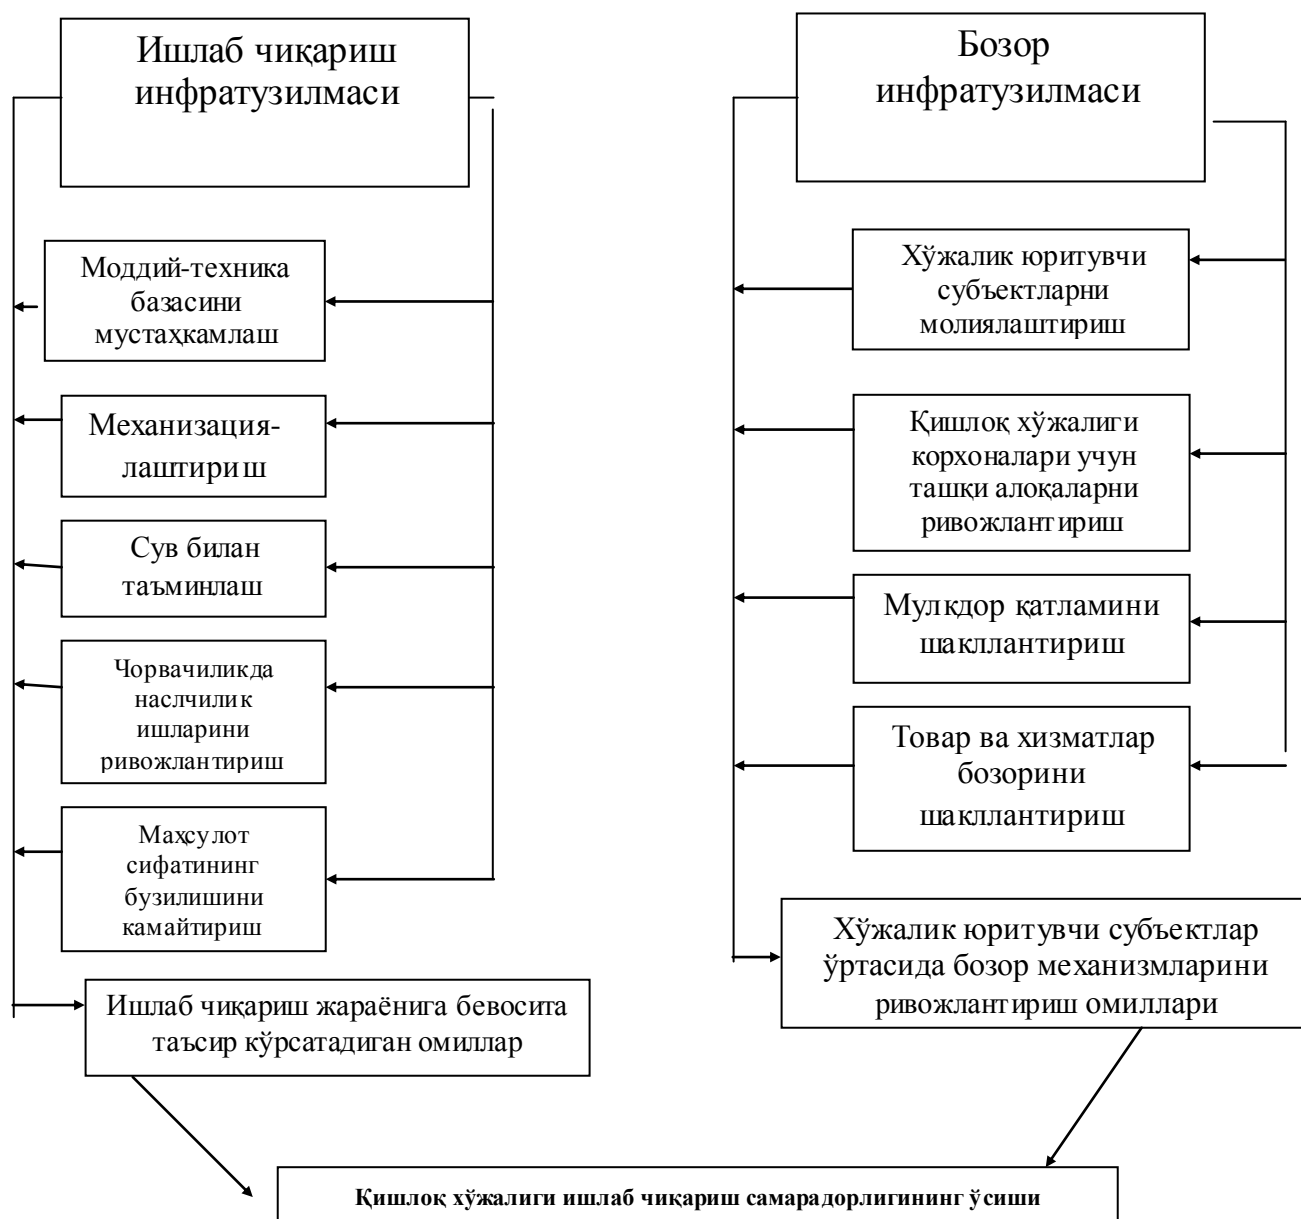 Ишлаб чиқариш
инфратузилмаси
Бозор
инфратузилмаси
Моддий-техника
базасини
мустаҳкамлаш
Механизация-
лаштириш
Сув билан
таъминлаш
Чорвачиликда
наслчилик
ишларини
ривожлантириш
Маҳсулот
сифатининг
бузилишини
камайтириш
Ишлаб чиқариш жараёнига бевосита
таъсир кўрсатадиган омиллар
Хўжалик юритувчи
субъектларни
молиялаштириш
Қишлоқ хўжалиги
корхоналари учун
ташқи алоқаларни
ривожлантириш
Мулкдор қатламини
шакллантириш
Товар ва хизматлар
бозорини
шакллантириш
Хўжалик юритувчи субъектлар
ўртасида бозор механизмларини
ривожлантириш омиллари
Қишлоқ хўжалиги ишлаб чиқариш самарадорлигининг ўсиши